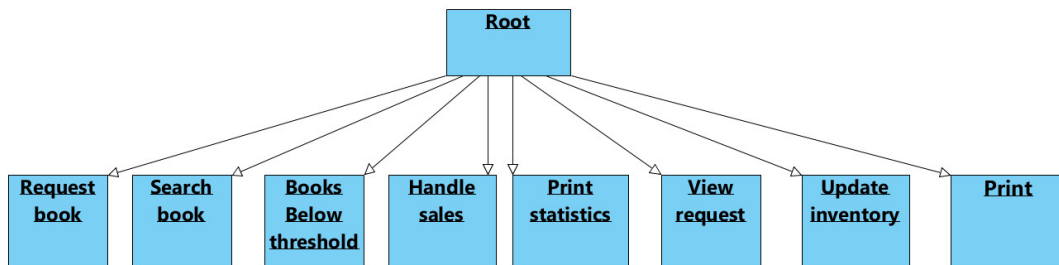 Root
Request
book
Search
book
Books
Below
threshold
Handle
sales
Print
statistics
View
request
Update
inventory
Print